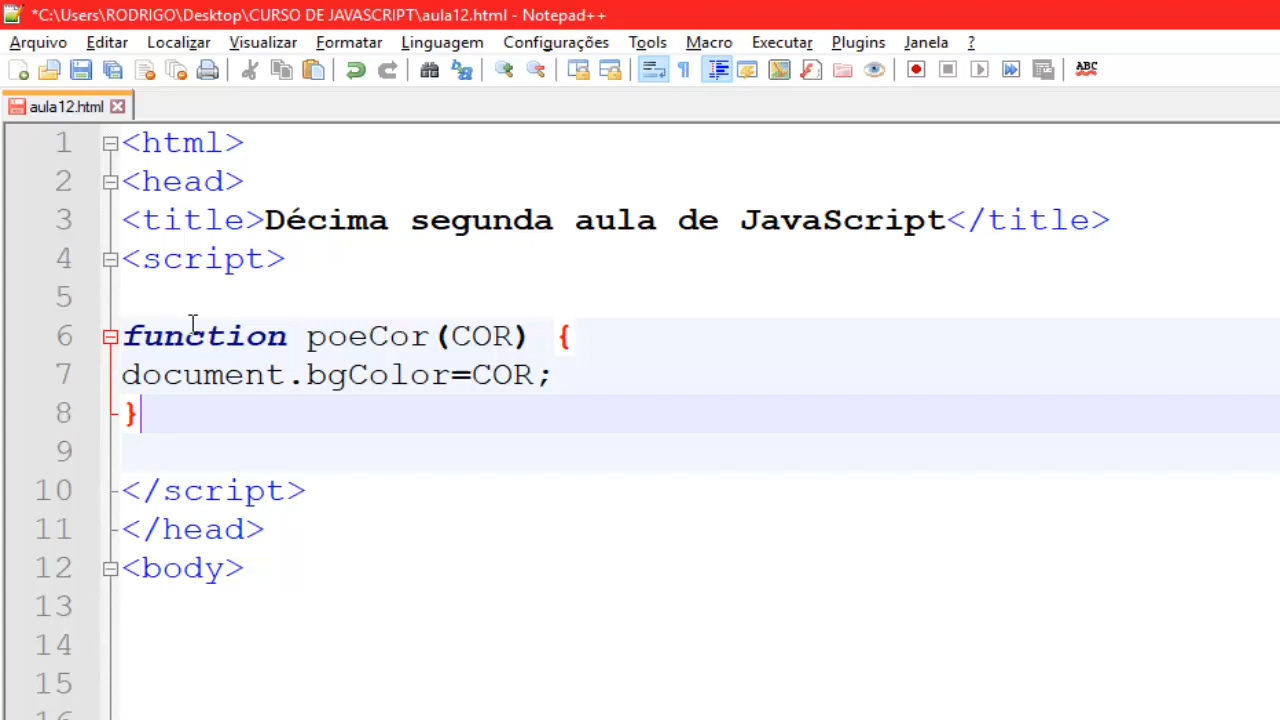 *C:\Users\RODRIGO\Desktop\CURSO DE JAVASCRIPT\aula12.html - Notepad++
Arquivo Editar Localizar Visualizar Formatar Linguagem Configurações Tools Macro Executar Plugins Janela ?
ABC
aula12.html
1 <html>
2 <head>
3 <title>Décima segunda aula de JavaScript</title>
4 <script>
5
6 function poeCor(COR) {
7 document.bgColor=COR;
8 }
9
10 </script>
11 </head>
12 <body>
13
14
15
16